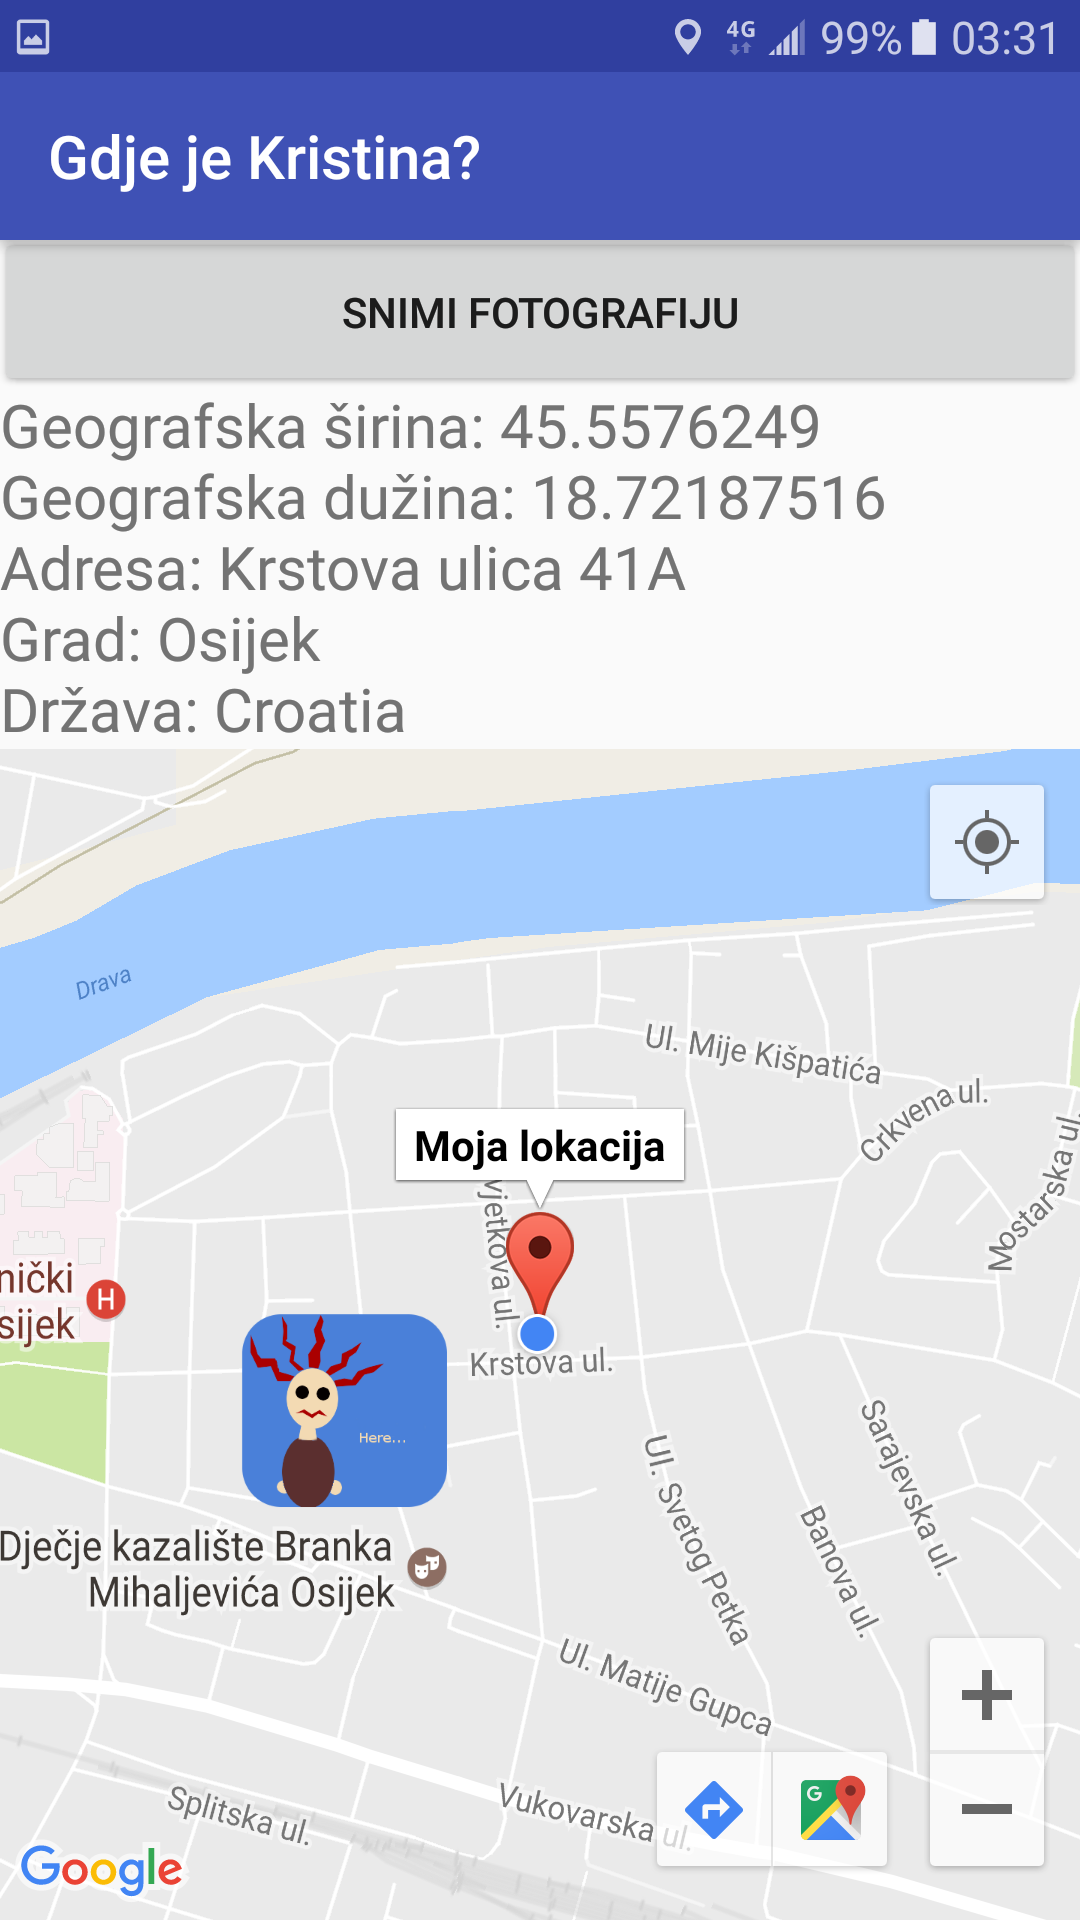 4G 99% 03:31
Gdje je Kristina?
SNIMI FOTOGRAFIJU
Geografska širina: 45.5576249
Geografska dužina: 18.72187516
Adresa: Krstova ulica 41A
Grad: Osijek
Država: Croatia
Drava
Ul. Mije Kišpatića
Crkvena ul.
Mostarska ul.
Moja lokacija
vjetkova ul.
nički
sijek
H
Krstova ul.
Here...
Sarajevska ul.
Ul. Svetog Petka
Banova ul.
Dječje kazalište Branka
Mihaljevića Osijek
Ul. Matije Gupca
Splitska ul.
Vukovarska ul.
G
Google